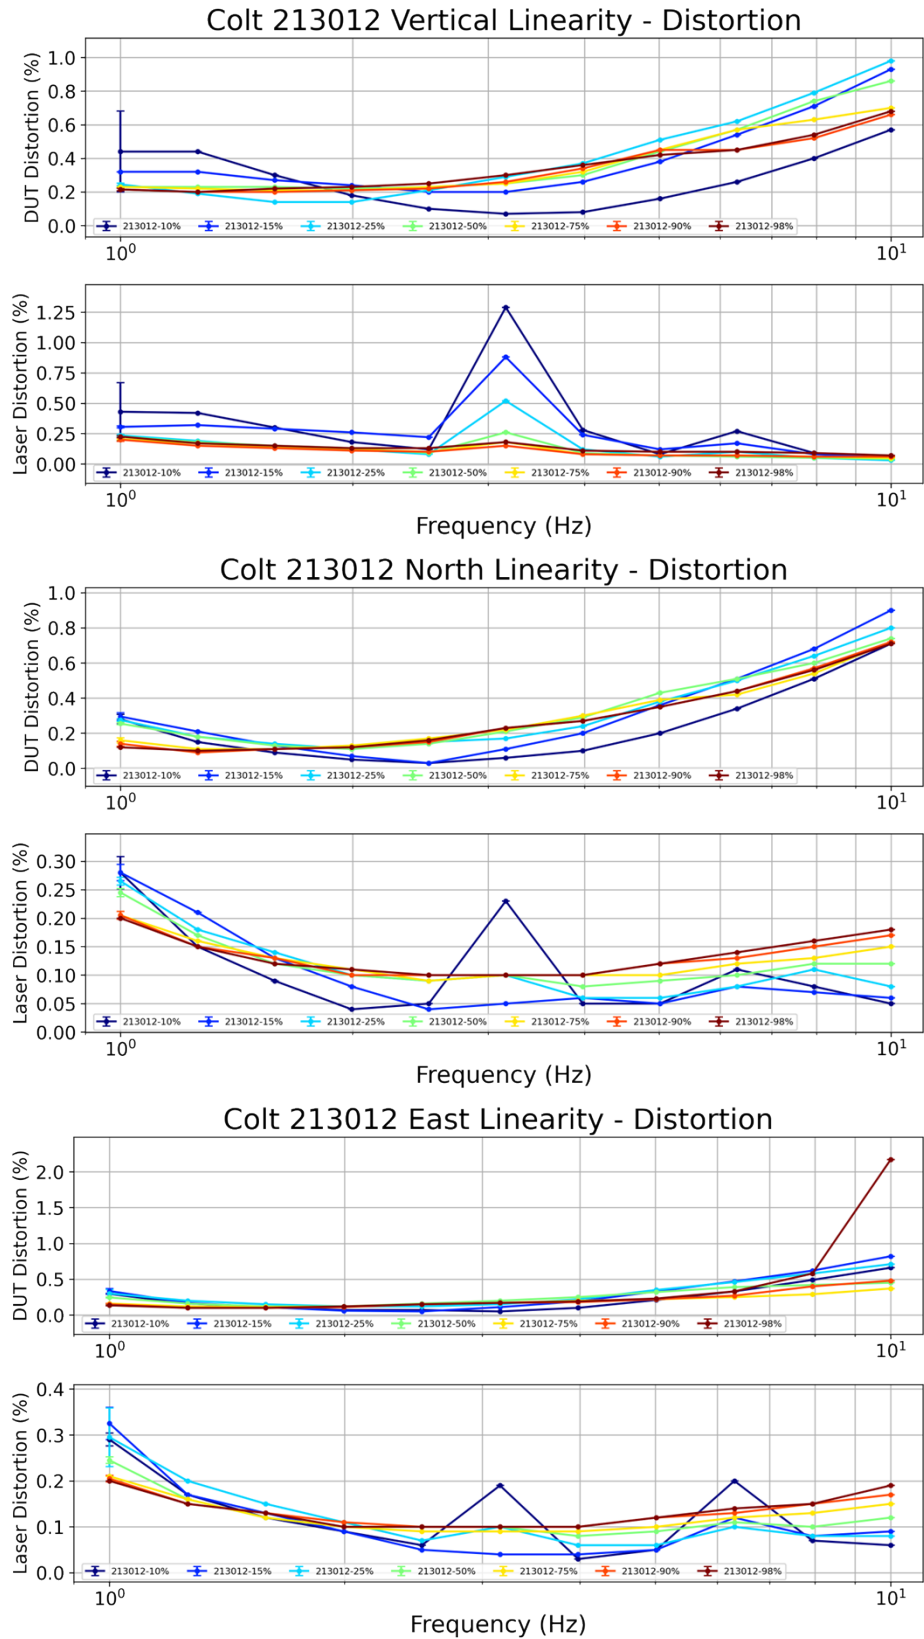 Colt 213012 Vertical Linearity - Distortion
DUT Distortion (%)
1.0
0.8
0.6
0.4
0.2
0.0
213012-10% 213012-15% 213012-25% 213012-50% 213012-75% 213012-90% 213012-98%
10⁰ 10¹
Laser Distortion (%)
1.25
1.00
0.75
0.50
0.25
0.00
213012-10% 213012-15% 213012-25% 213012-50% 213012-75% 213012-90% 213012-98%
10⁰ 10¹
Frequency (Hz)
Colt 213012 North Linearity - Distortion
DUT Distortion (%)
1.0
0.8
0.6
0.4
0.2
0.0
213012-10% 213012-15% 213012-25% 213012-50% 213012-75% 213012-90% 213012-98%
10⁰ 10¹
Laser Distortion (%)
0.30
0.25
0.20
0.15
0.10
0.05
0.00
213012-10% 213012-15% 213012-25% 213012-50% 213012-75% 213012-90% 213012-98%
10⁰ 10¹
Frequency (Hz)
Colt 213012 East Linearity - Distortion
DUT Distortion (%)
2.0
1.5
1.0
0.5
0.0
213012-10% 213012-15% 213012-25% 213012-50% 213012-75% 213012-90% 213012-98%
10⁰ 10¹
Laser Distortion (%)
0.4
0.3
0.2
0.1
0.0
213012-10% 213012-15% 213012-25% 213012-50% 213012-75% 213012-90% 213012-98%
10⁰ 10¹
Frequency (Hz)